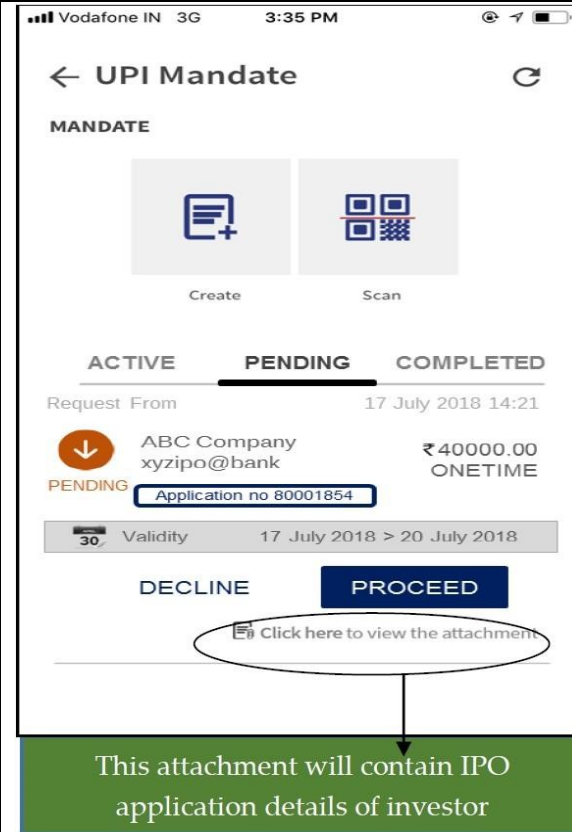 Vodafone IN 3G 3:35 PM
← UPI Mandate
MANDATE
Create Scan
ACTIVE PENDING COMPLETED
Request From 17 July 2018 14:21
ABC Company ₹40000.00
xyzipo@bank ONETIME
PENDING
Application no 80001854
30 Validity 17 July 2018 > 20 July 2018
DECLINE PROCEED
Click here to view the attachment
This attachment will contain IPO
application details of investor